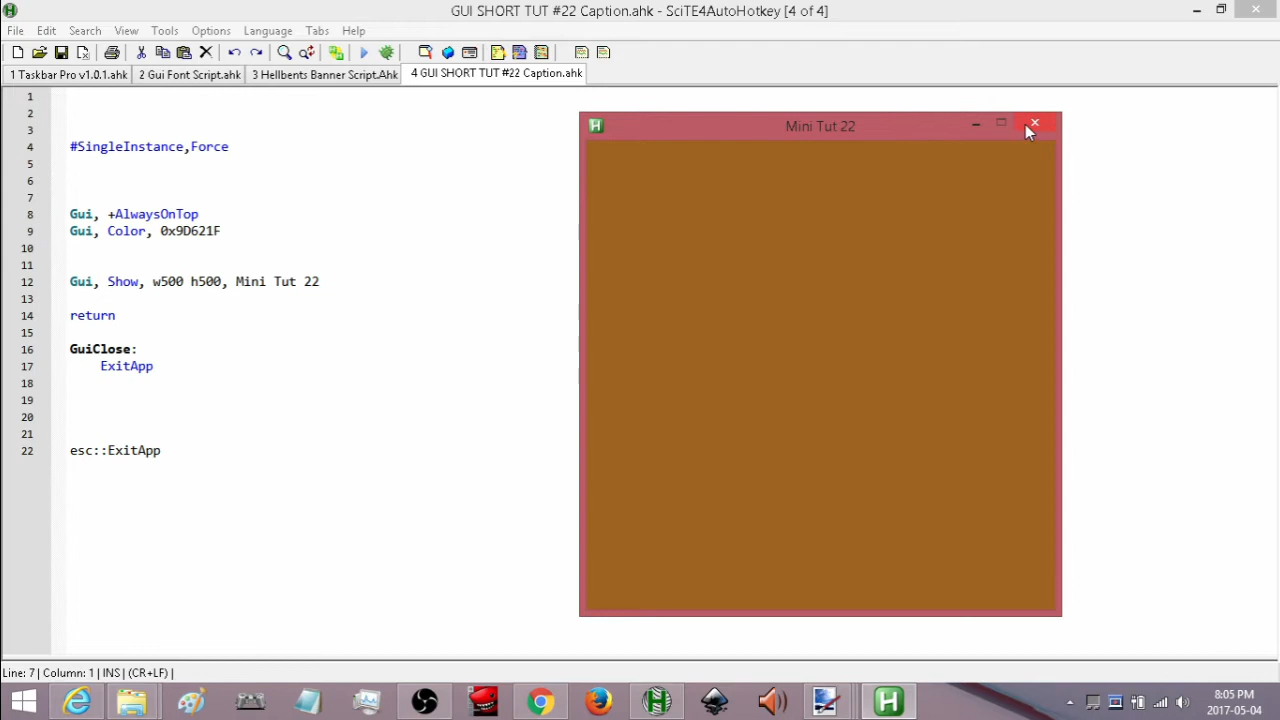 GUI SHORT TUT #22 Caption.ahk - SciTE4AutoHotkey [4 of 4]
File Edit Search View Tools Options Language Tabs Help
1 Taskbar Pro v1.0.1.ahk 2 Gui Font Script.ahk 3 Hellbents Banner Script.Ahk 4 GUI SHORT TUT #22 Caption.ahk
1
2
3
4 #SingleInstance,Force
5
6
7
8 Gui, +AlwaysOnTop
9 Gui, Color, 0x9D621F
10
11
12 Gui, Show, w500 h500, Mini Tut 22
13
14 return
15
16 GuiClose:
17 ExitApp
18
19
20
21
22 esc::ExitApp
H Mini Tut 22
Line: 7 | Column: 1 | INS | (CR+LF) |
H
8:05 PM
2017-05-04